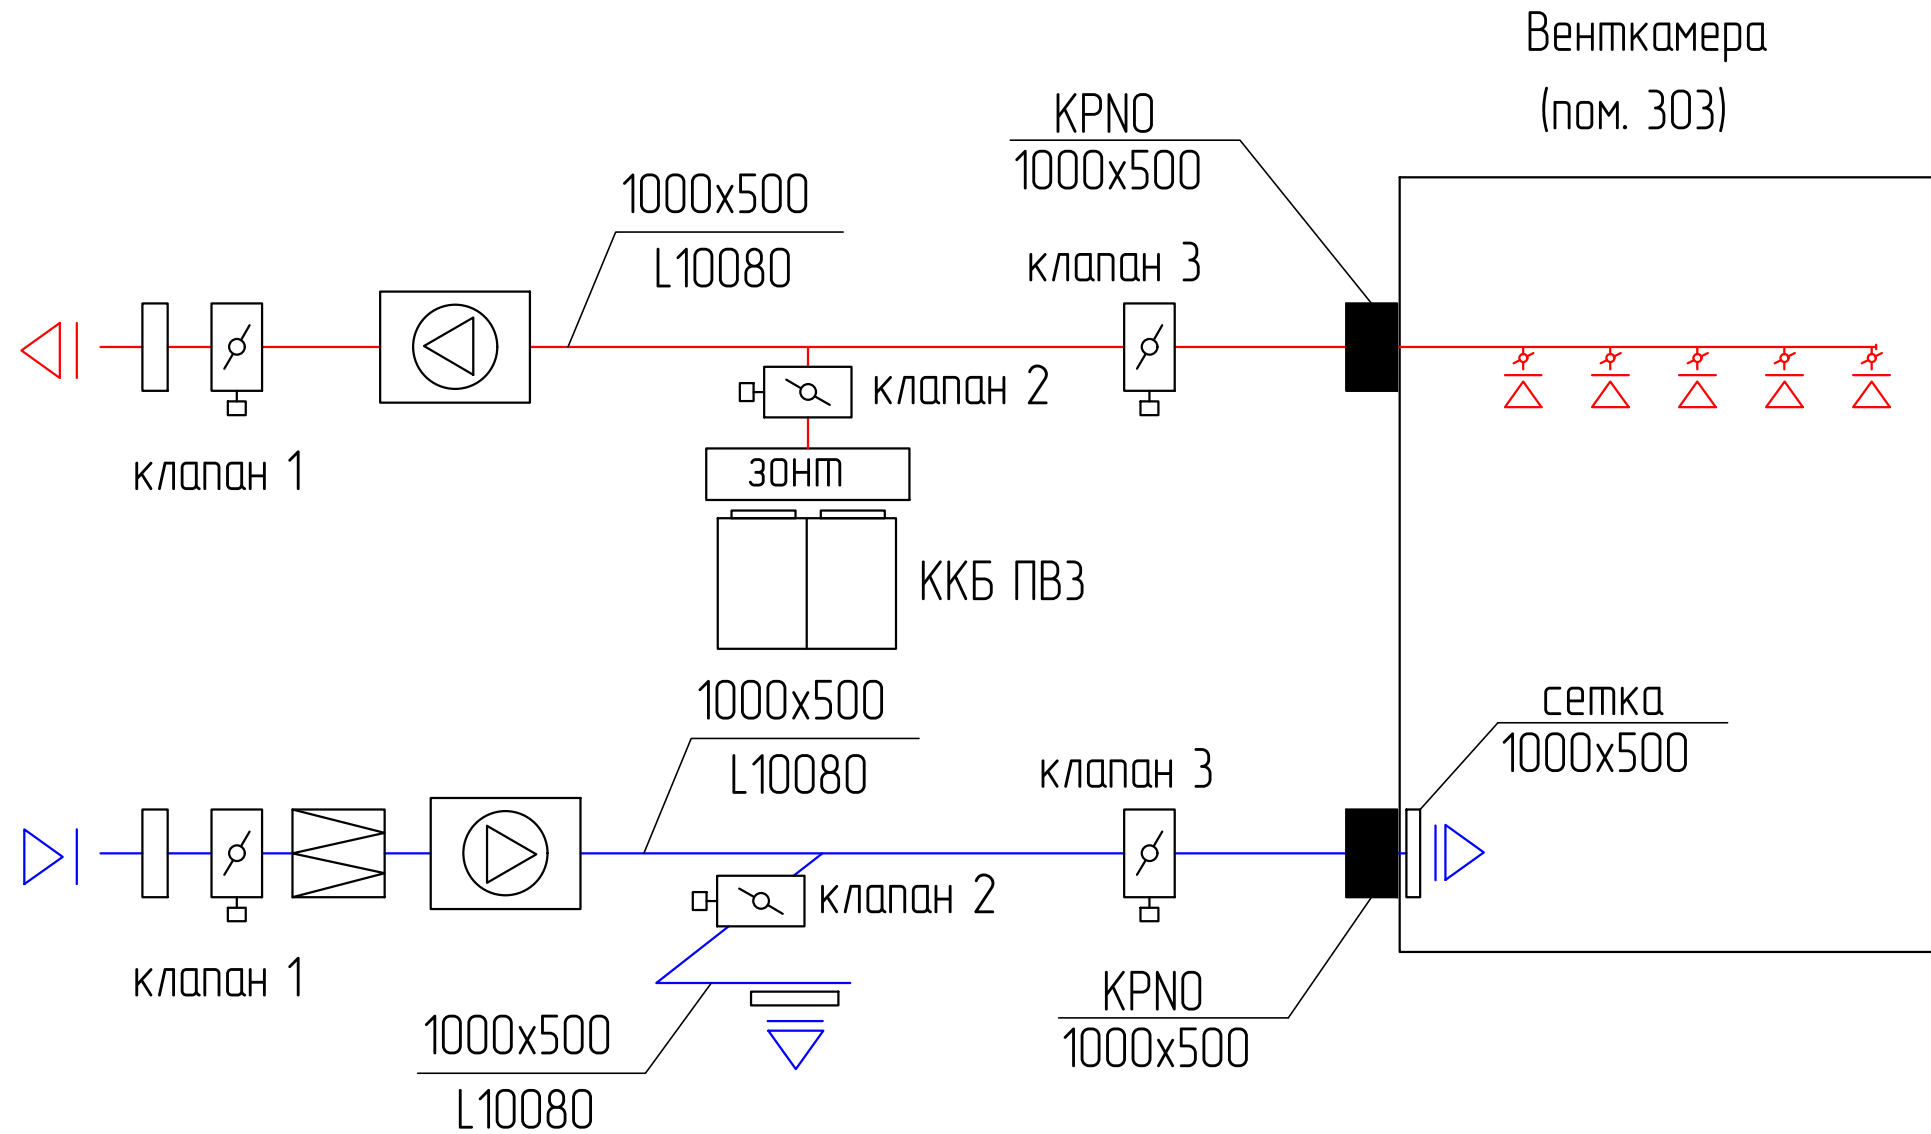 Венткамера
(пом. 303)
KPNO
1000x500
1000x500
L10080
клапан 3
клапан 2
клапан 1
зонт
ККБ ПВ3
1000x500
L10080
сетка
1000x500
клапан 3
клапан 2
клапан 1
KPNO
1000x500
1000x500
L10080